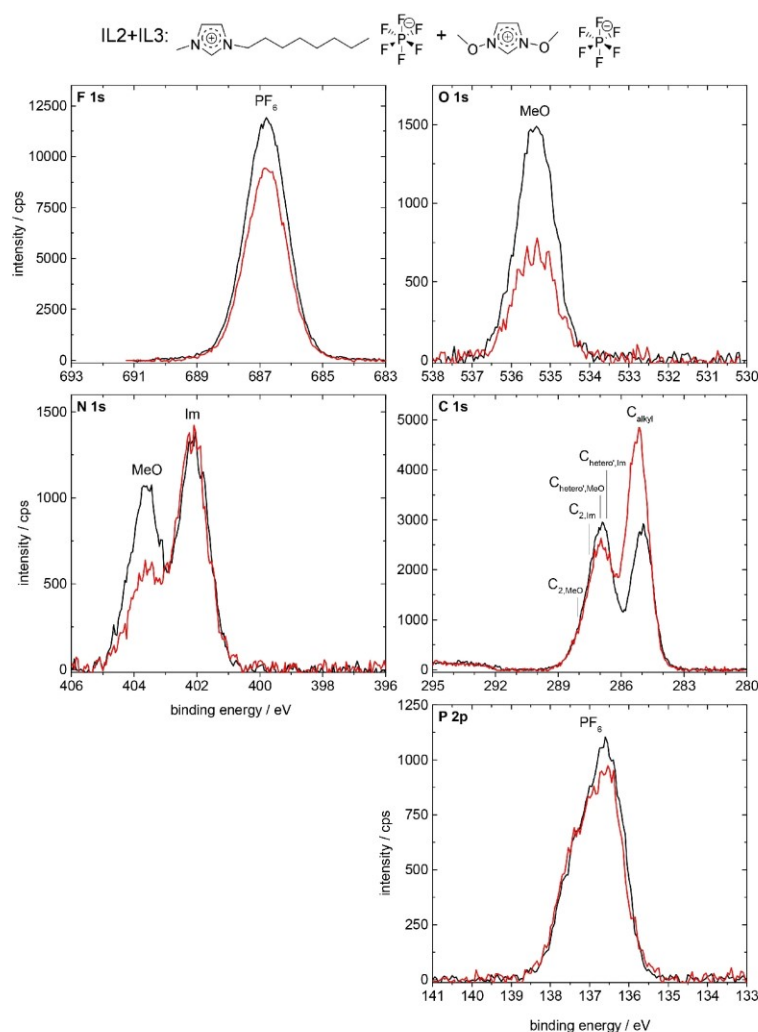 IL2+IL3:
N
⊕
N
F
F
F
P
⊖
F
F
F
+
O
N
⊕
N
O
F
F
F
P
⊖
F
F
F
F 1s
PF6
12500
10000
7500
5000
2500
0
intensity / cps
693 691 689 687 685 683
O 1s
MeO
1500
1000
500
0
538 537 536 535 534 533 532 531 530
N 1s
MeO
Im
1500
1000
500
0
intensity / cps
406 404 402 400 398 396
binding energy / eV
C 1s
Calkyl
Chetero',Im
Chetero',MeO
C2,Im
C2,MeO
5000
4000
3000
2000
1000
0
295 292 289 286 283 280
P 2p
PF6
1250
1000
750
500
250
0
intensity / cps
141 140 139 138 137 136 135 134 133
binding energy / eV